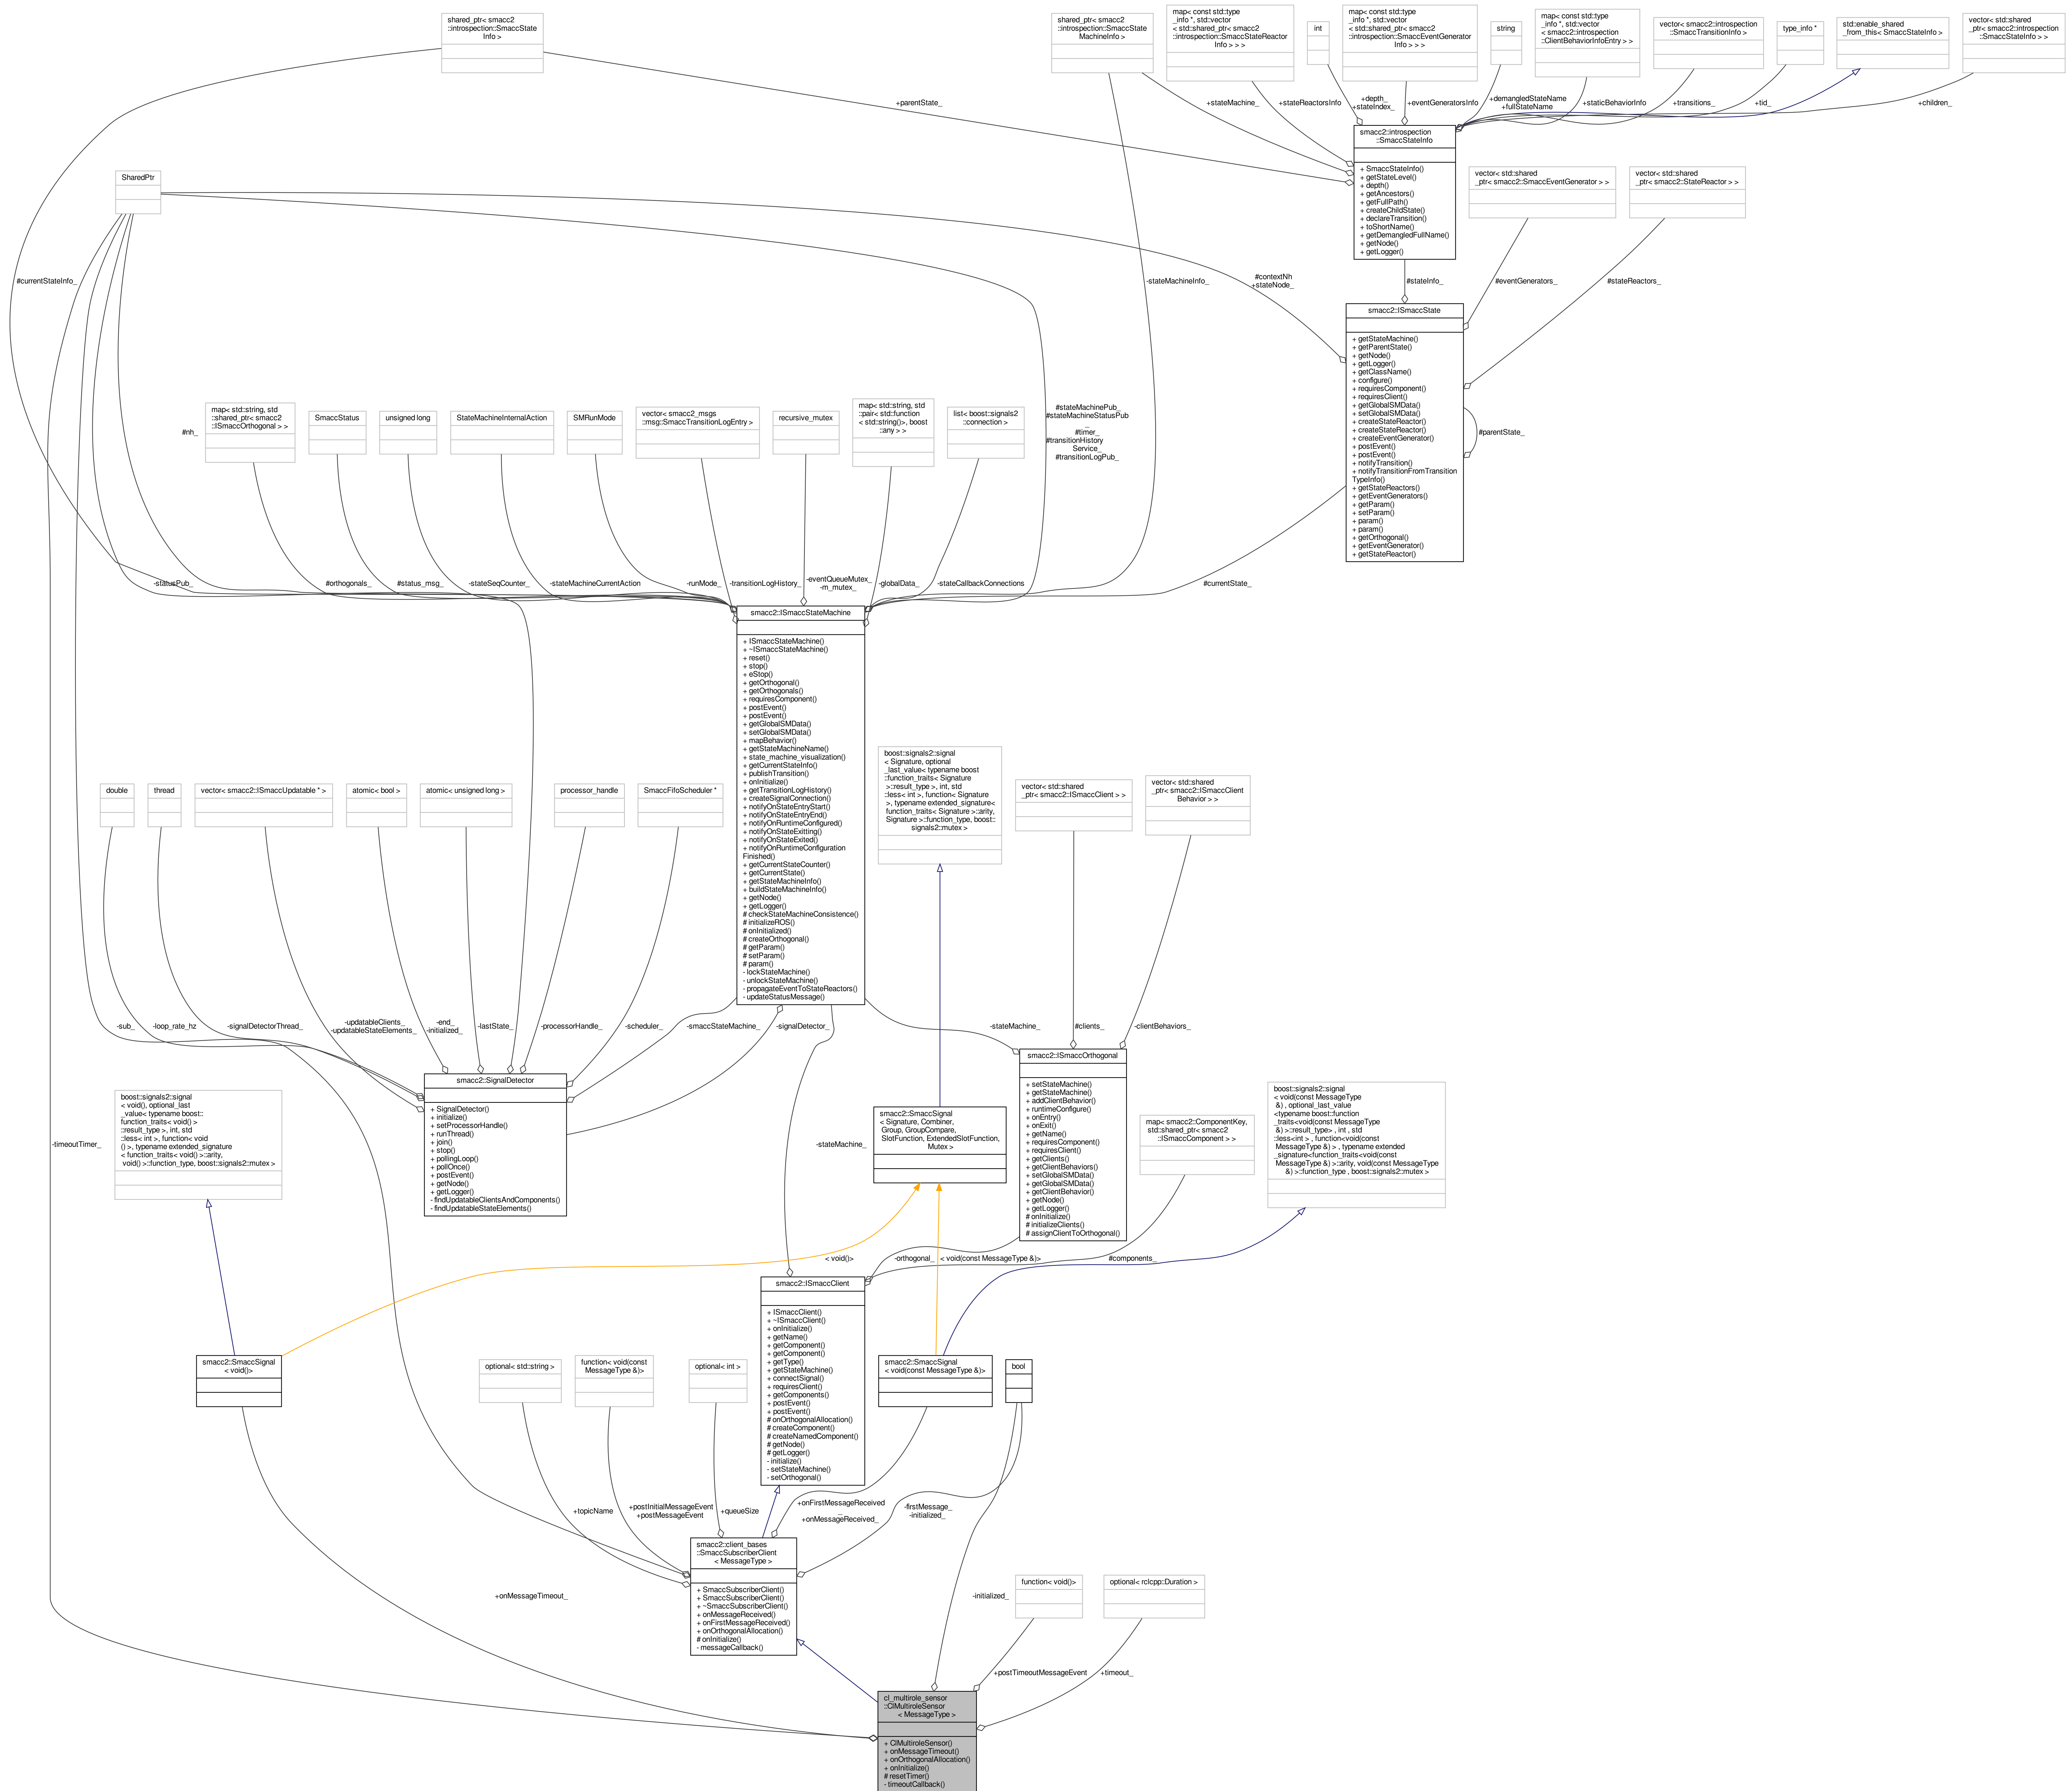 shared_ptr< smacc2
::introspection::SmaccState
Info >
shared_ptr< smacc2
::introspection::SmaccState
MachineInfo >
map< const std::type
_info *, std::vector
< std::shared_ptr< smacc2
::introspection::SmaccStateReactor
Info > > >
int
map< const std::type
_info *, std::vector
< std::shared_ptr< smacc2
::introspection::SmaccEventGenerator
Info > > >
string
map< const std::type
_info *, std::vector
< smacc2::introspection
::ClientBehaviorInfoEntry > >
vector< smacc2::introspection
::SmaccTransitionInfo >
type_info *
std::enable_shared
_from_this< SmaccStateInfo >
vector< std::shared
_ptr< smacc2::introspection
::SmaccStateInfo > >
+parentState_
+stateMachine_
+stateReactorsInfo
+depth_
+stateIndex_
+eventGeneratorsInfo
+demangledStateName
+fullStateName
+staticBehaviorInfo
+transitions_
+tid_
+children_
smacc2::introspection
::SmaccStateInfo
+ SmaccStateInfo()
+ getStateLevel()
+ depth()
+ getAncestors()
+ getFullPath()
+ createChildState()
+ declareTransition()
+ toShortName()
+ getDemangledFullName()
+ getNode()
+ getLogger()
SharedPtr
vector< std::shared
_ptr< smacc2::SmaccEventGenerator > >
vector< std::shared
_ptr< smacc2::StateReactor > >
#currentStateInfo_
-stateMachineInfo_
#contextNh
+stateNode_
#stateInfo_
#eventGenerators_
#stateReactors_
smacc2::ISmaccState
+ getStateMachine()
+ getParentState()
+ getNode()
+ getLogger()
+ getClassName()
+ configure()
+ requiresComponent()
+ requiresClient()
+ getGlobalSMData()
+ setGlobalSMData()
+ createStateReactor()
+ createStateReactor()
+ createEventGenerator()
+ postEvent()
+ postEvent()
+ notifyTransition()
+ notifyTransitionFromTransition
TypeInfo()
+ getStateReactors()
+ getEventGenerators()
+ getParam()
+ setParam()
+ param()
+ param()
+ getOrthogonal()
+ getEventGenerator()
+ getStateReactor()
#parentState_
#nh_
map< std::string, std
::shared_ptr< smacc2
::ISmaccOrthogonal > >
SmaccStatus
unsigned long
StateMachineInternalAction
SMRunMode
vector< smacc2_msgs
::msg::SmaccTransitionLogEntry >
recursive_mutex
map< std::string, std
::pair< std::function
< std::string()>, boost
::any > >
list< boost::signals2
::connection >
#stateMachinePub_
#stateMachineStatusPub
_
#timer_
#transitionHistory
Service_
#transitionLogPub_
-statusPub_
#orthogonals_
#status_msg_
-stateSeqCounter_
-stateMachineCurrentAction
-runMode_
-transitionLogHistory_
-eventQueueMutex_
-m_mutex_
-globalData_
-stateCallbackConnections
#currentState_
smacc2::ISmaccStateMachine
+ ISmaccStateMachine()
+ ~ISmaccStateMachine()
+ reset()
+ stop()
+ eStop()
+ getOrthogonal()
+ getOrthogonals()
+ requiresComponent()
+ postEvent()
+ postEvent()
+ getGlobalSMData()
+ setGlobalSMData()
+ mapBehavior()
+ getStateMachineName()
+ state_machine_visualization()
+ getCurrentStateInfo()
+ publishTransition()
+ onInitialize()
+ getTransitionLogHistory()
+ createSignalConnection()
+ notifyOnStateEntryStart()
+ notifyOnStateEntryEnd()
+ notifyOnRuntimeConfigured()
+ notifyOnStateExitting()
+ notifyOnStateExited()
+ notifyOnRuntimeConfiguration
Finished()
+ getCurrentStateCounter()
+ getCurrentState()
+ getStateMachineInfo()
+ buildStateMachineInfo()
+ getNode()
+ getLogger()
# checkStateMachineConsistence()
# initializeROS()
# onInitialized()
# createOrthogonal()
# getParam()
# setParam()
# param()
- lockStateMachine()
- unlockStateMachine()
- propagateEventToStateReactors()
- updateStatusMessage()
double
thread
vector< smacc2::ISmaccUpdatable * >
atomic< bool >
atomic< unsigned long >
processor_handle
SmaccFifoScheduler *
boost::signals2::signal
< Signature, optional
_last_value< typename boost
::function_traits< Signature
>::result_type >, int, std
::less< int >, function< Signature
>, typename extended_signature<
function_traits< Signature >::arity,
Signature >::function_type, boost::
signals2::mutex >
vector< std::shared
_ptr< smacc2::ISmaccClient > >
vector< std::shared
_ptr< smacc2::ISmaccClient
Behavior > >
-sub_
-loop_rate_hz
-signalDetectorThread_
-updatableClients_
-updatableStateElements_
-end_
-initialized_
-lastState_
-processorHandle_
-scheduler_
-smaccStateMachine_
-signalDetector_
-stateMachine_
#clients_
-clientBehaviors_
smacc2::SignalDetector
+ SignalDetector()
+ initialize()
+ setProcessorHandle()
+ runThread()
+ join()
+ stop()
+ pollingLoop()
+ pollOnce()
+ postEvent()
+ getNode()
+ getLogger()
- findUpdatableClientsAndComponents()
- findUpdatableStateElements()
smacc2::ISmaccOrthogonal
+ setStateMachine()
+ getStateMachine()
+ addClientBehavior()
+ runtimeConfigure()
+ onEntry()
+ onExit()
+ getName()
+ requiresComponent()
+ requiresClient()
+ getClients()
+ getClientBehaviors()
+ setGlobalSMData()
+ getGlobalSMData()
+ getClientBehavior()
+ getNode()
+ getLogger()
# onInitialize()
# initializeClients()
# assignClientToOrthogonal()
boost::signals2::signal
< void(), optional_last
_value< typename boost::
function_traits< void() >
::result_type >, int, std
::less< int >, function< void
() >, typename extended_signature
< function_traits< void() >::arity,
void() >::function_type, boost::signals2::mutex >
smacc2::SmaccSignal
< Signature, Combiner,
Group, GroupCompare,
SlotFunction, ExtendedSlotFunction,
Mutex >
map< smacc2::ComponentKey,
std::shared_ptr< smacc2
::ISmaccComponent > >
boost::signals2::signal
< void(const MessageType
&) , optional_last_value
<typename boost::function
_traits<void(const MessageType
&) >::result_type> , int , std
::less<int > , function<void(const
MessageType &) > , typename extended
_signature<function_traits<void(const
MessageType &) >::arity, void(const MessageType
&) >::function_type , boost::signals2::mutex >
-timeoutTimer_
-stateMachine_
< void()>
-orthogonal_
< void(const MessageType &)>
#components_
smacc2::ISmaccClient
+ ISmaccClient()
+ ~ISmaccClient()
+ onInitialize()
+ getName()
+ getComponent()
+ getComponent()
+ getType()
+ getStateMachine()
+ connectSignal()
+ requiresClient()
+ getComponents()
+ postEvent()
+ postEvent()
# onOrthogonalAllocation()
# createComponent()
# createNamedComponent()
# getNode()
# getLogger()
- initialize()
- setStateMachine()
- setOrthogonal()
smacc2::SmaccSignal
< void()>
optional< std::string >
function< void(const
MessageType &)>
optional< int >
smacc2::SmaccSignal
< void(const MessageType &)>
bool
+topicName
+postInitialMessageEvent
+postMessageEvent
+queueSize
+onFirstMessageReceived
_
+onMessageReceived_
-firstMessage_
-initialized_
smacc2::client_bases
::SmaccSubscriberClient
< MessageType >
+ SmaccSubscriberClient()
+ SmaccSubscriberClient()
+ ~SmaccSubscriberClient()
+ onMessageReceived()
+ onFirstMessageReceived()
+ onOrthogonalAllocation()
# onInitialize()
- messageCallback()
+onMessageTimeout_
-initialized_
function< void()>
optional< rclcpp::Duration >
+postTimeoutMessageEvent
+timeout_
cl_multirole_sensor
::ClMultiroleSensor
< MessageType >
+ ClMultiroleSensor()
+ onMessageTimeout()
+ onOrthogonalAllocation()
+ onInitialize()
# resetTimer()
- timeoutCallback()